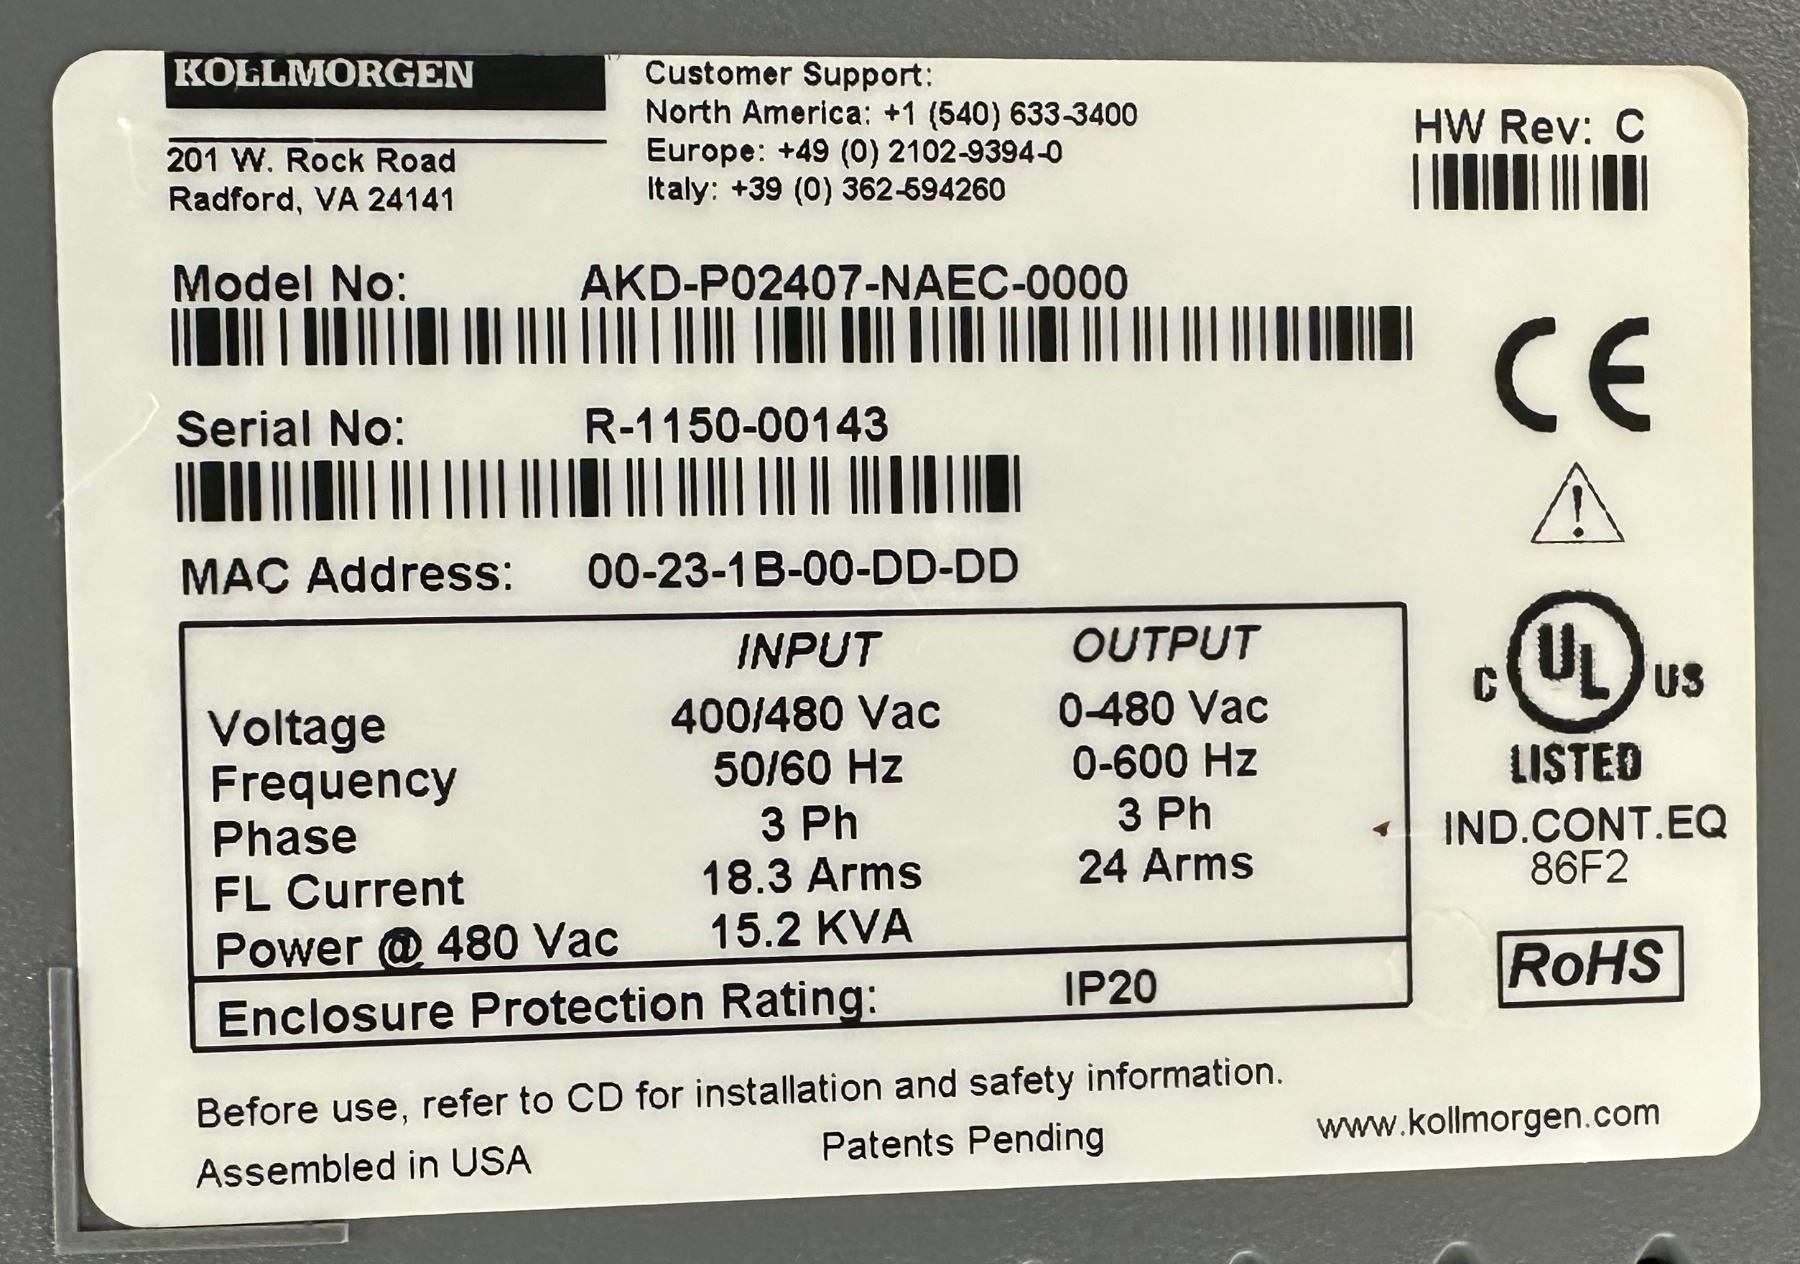 KOLLMORGEN
201 W. Rock Road
Radford, VA 24141
Customer Support:
North America: +1 (540) 633-3400
Europe: +49 (0) 2102-9394-0
Italy: +39 (0) 362-594260
HW Rev: C
Model No: AKD-P02407-NAEC-0000
Serial No: R-1150-00143
MAC Address: 00-23-1B-00-DD-DD
INPUT OUTPUT
Voltage 400/480 Vac 0-480 Vac
Frequency 50/60 Hz 0-600 Hz
Phase 3 Ph 3 Ph
FL Current 18.3 Arms 24 Arms
Power @ 480 Vac 15.2 KVA
Enclosure Protection Rating: IP20
CE
C UL US
LISTED
IND.CONT.EQ
86F2
RoHS
Before use, refer to CD for installation and safety information.
Assembled in USA Patents Pending www.kollmorgen.com